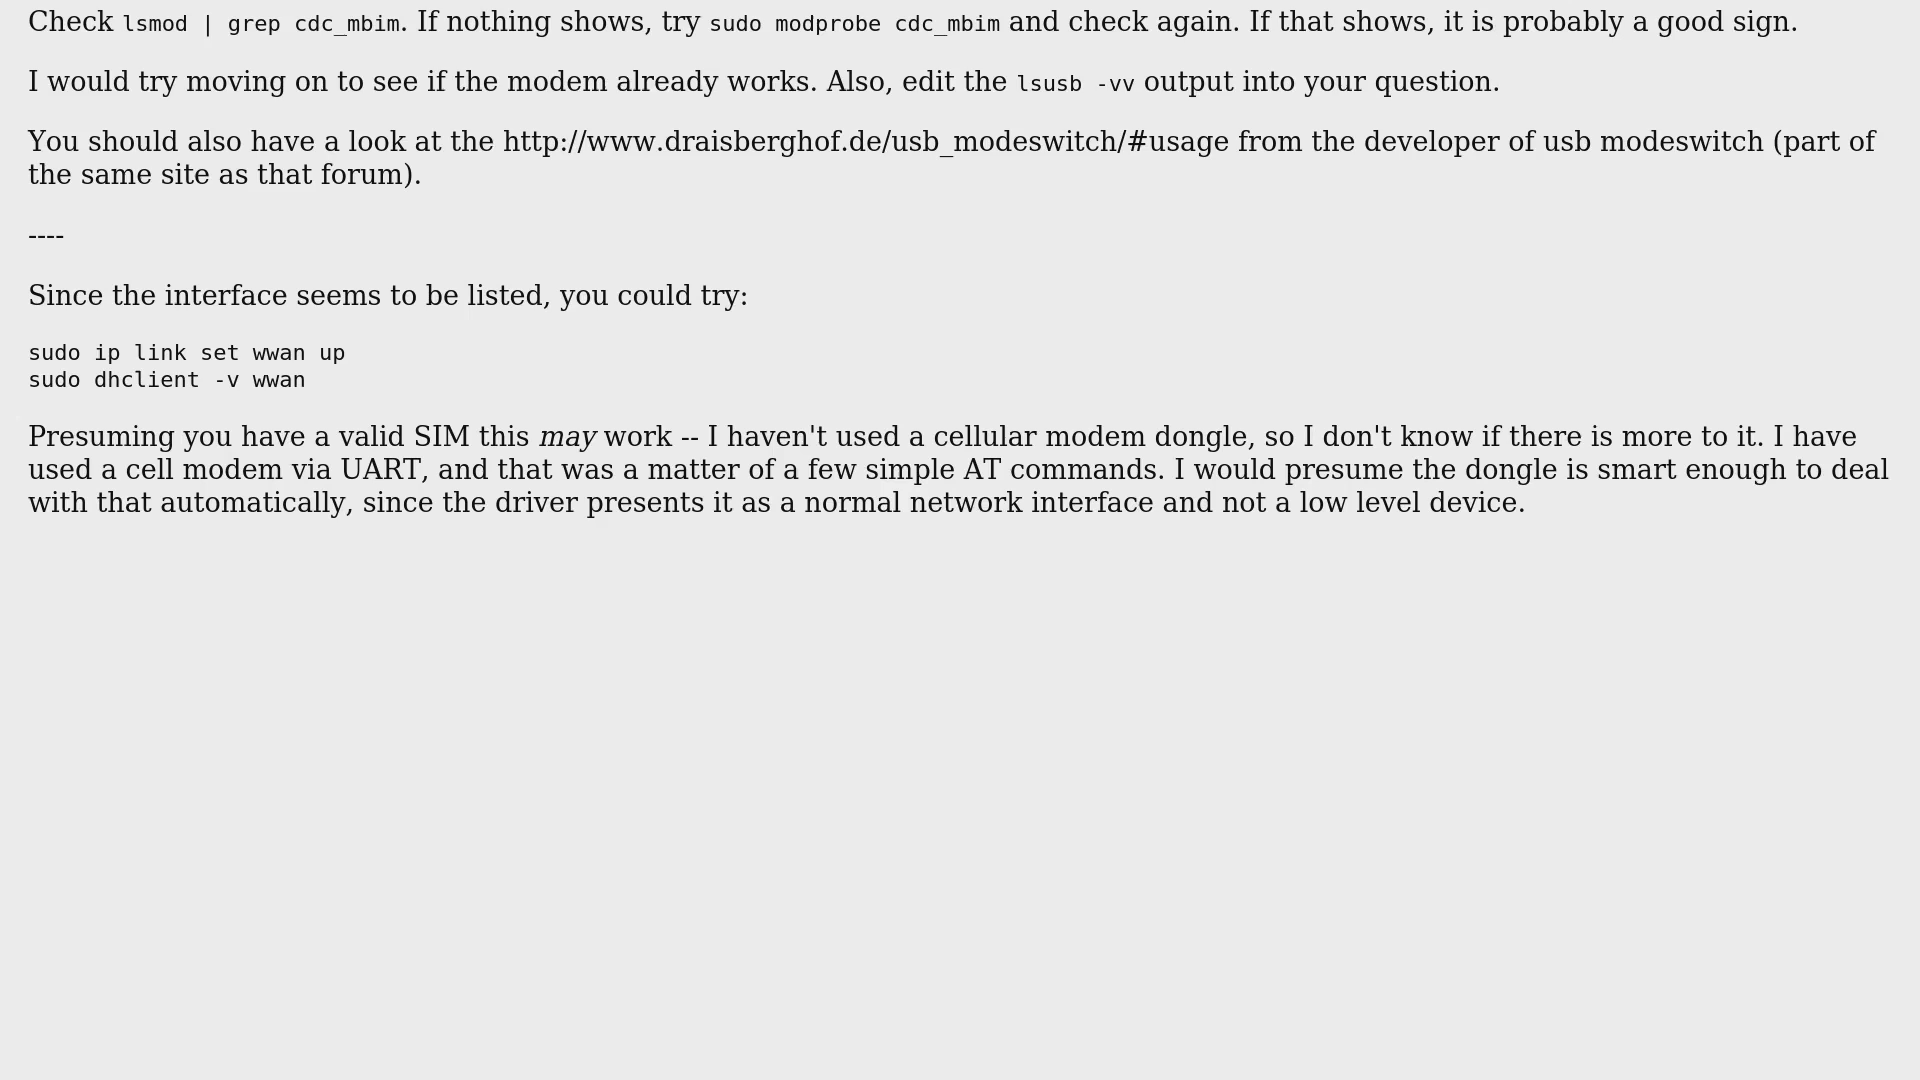 Check lsmod | grep cdc_mbim. If nothing shows, try sudo modprobe cdc_mbim and check again. If that shows, it is probably a good sign.
I would try moving on to see if the modem already works. Also, edit the lsusb -vv output into your question.
You should also have a look at the http://www.draisberghof.de/usb_modeswitch/#usage from the developer of usb modeswitch (part of
the same site as that forum).
----
Since the interface seems to be listed, you could try:
sudo ip link set wwan up
sudo dhclient -v wwan
Presuming you have a valid SIM this may work -- I haven't used a cellular modem dongle, so I don't know if there is more to it. I have
used a cell modem via UART, and that was a matter of a few simple AT commands. I would presume the dongle is smart enough to deal
with that automatically, since the driver presents it as a normal network interface and not a low level device.